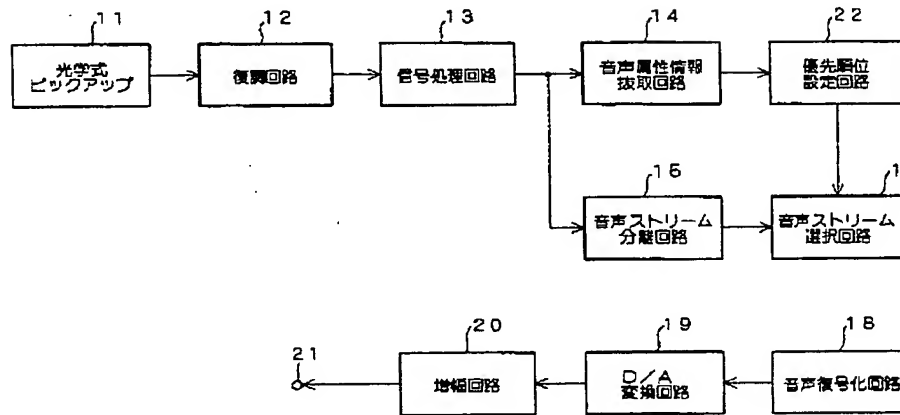 11
12
13
14
22
光学式
ピックアップ
復調回路
信号処理回路
音声属性情報
抜取回路
優先順位
設定回路
15
1
音声ストリーム
分離回路
音声ストリーム
選択回路
21
20
19
18
増幅回路
D/A
変換回路
音声復号化回路